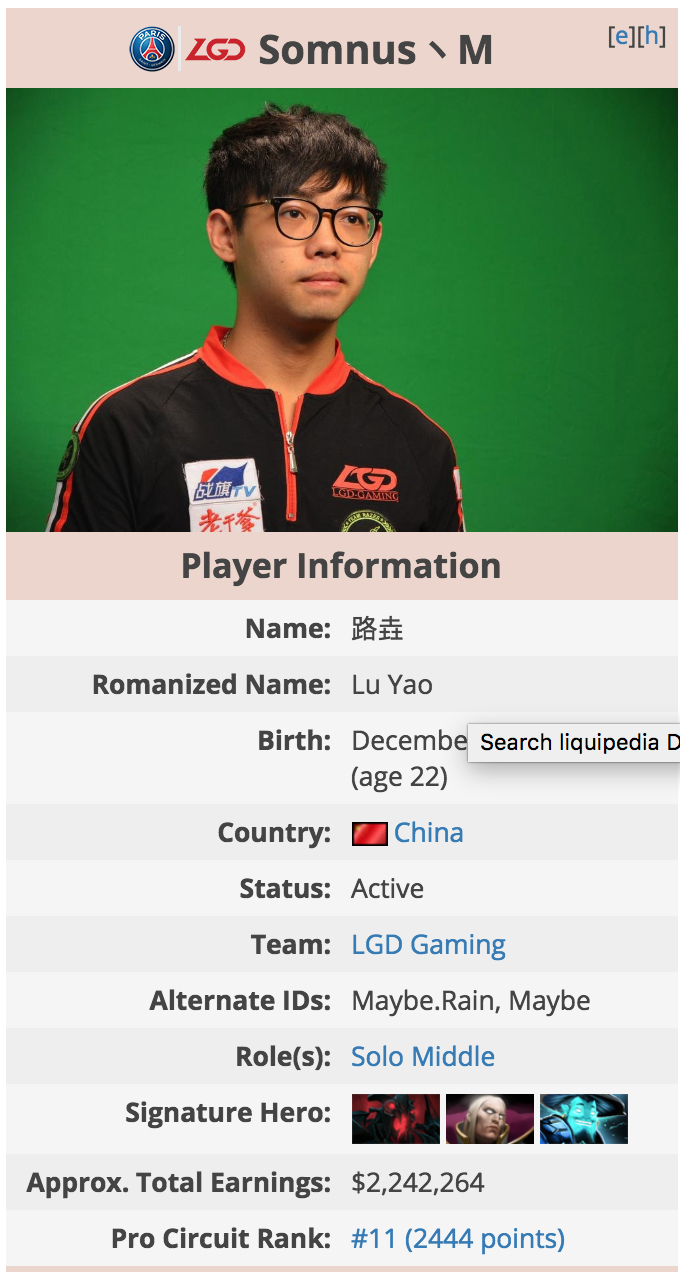 PARIS
LGD Somnus丶M
[e][h]
战旗TV
LGD
LGD-GAMING
老干爹
Player Information
Name: 路垚
Romanized Name: Lu Yao
Birth: Decembe
Search liquipedia D
(age 22)
Country: China
Status: Active
Team: LGD Gaming
Alternate IDs: Maybe.Rain, Maybe
Role(s): Solo Middle
Signature Hero:
Approx. Total Earnings: $2,242,264
Pro Circuit Rank: #11 (2444 points)